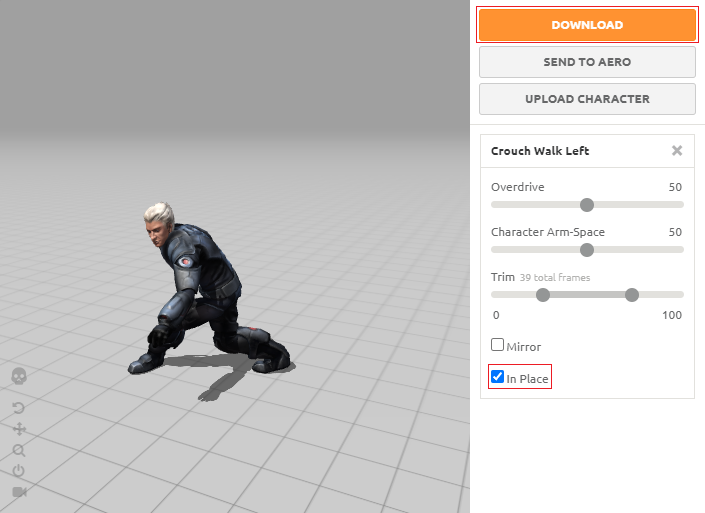 DOWNLOAD
SEND TO AERO
UPLOAD CHARACTER
Crouch Walk Left
Overdrive 50
Character Arm-Space 50
Trim 39 total frames
0 100
Mirror
In Place